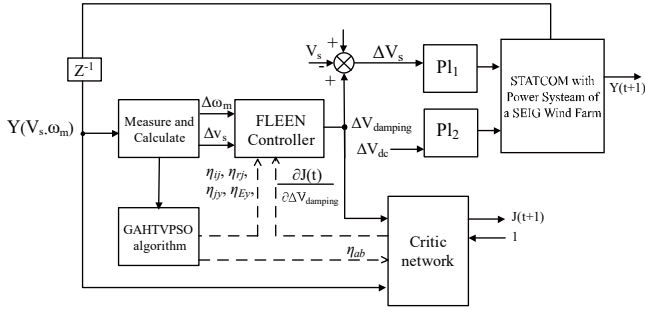 +
V_s
-
+
ΔV_s
PI_1
STATCOM with
Power Systeam of
a SEIG Wind Farm
Y(t+1)
Z^-1
Y(V_s,ω_m)
Measure and
Calculate
Δω_m
Δv_s
FLEEN
Controller
ΔV_damping
ΔV_dc
PI_2
η_ij, η_rj,
η_jy, η_Ey,
∂J(t)
∂ΔV_damping
GAHTVPSO
algorithm
η_ab
Critic
network
J(t+1)
1